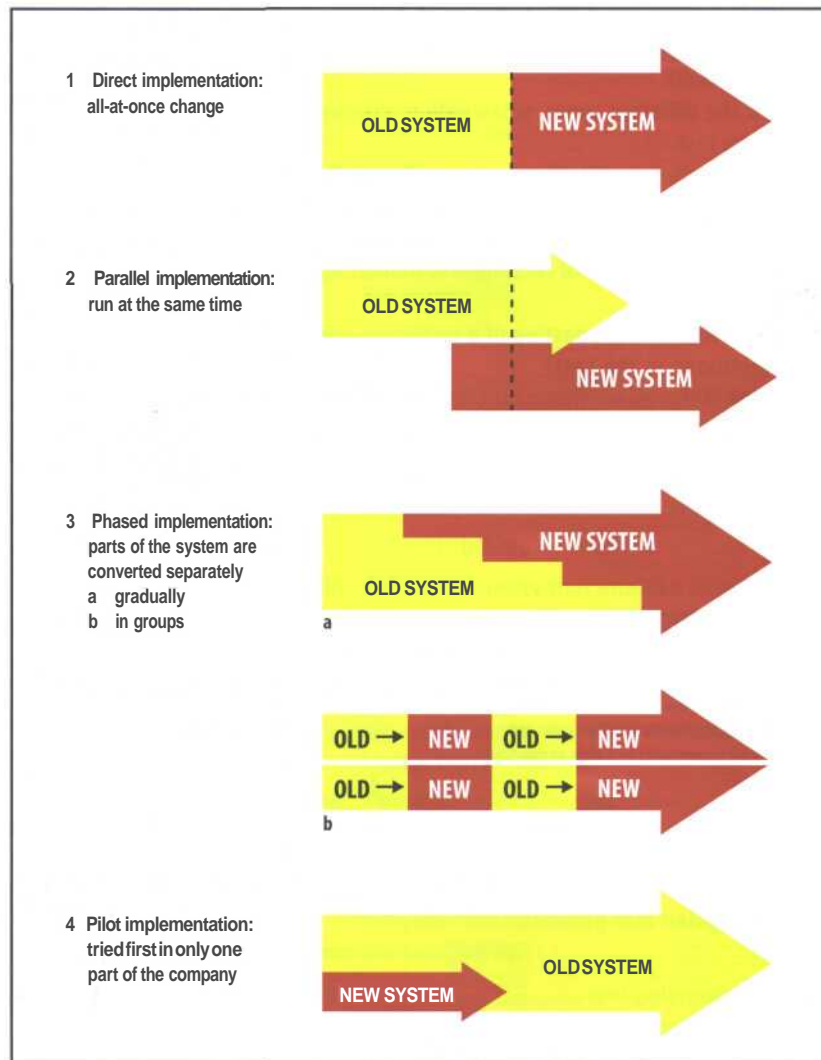 1 Direct implementation:
all-at-once change
OLD SYSTEM
NEW SYSTEM
2 Parallel implementation:
run at the same time
OLD SYSTEM
NEW SYSTEM
3 Phased implementation:
parts of the system are
converted separately
a gradually
b in groups
NEW SYSTEM
OLD SYSTEM
a
OLD → NEW OLD → NEW
OLD → NEW OLD → NEW
b
4 Pilot implementation:
tried first in only one
part of the company
OLD SYSTEM
NEW SYSTEM